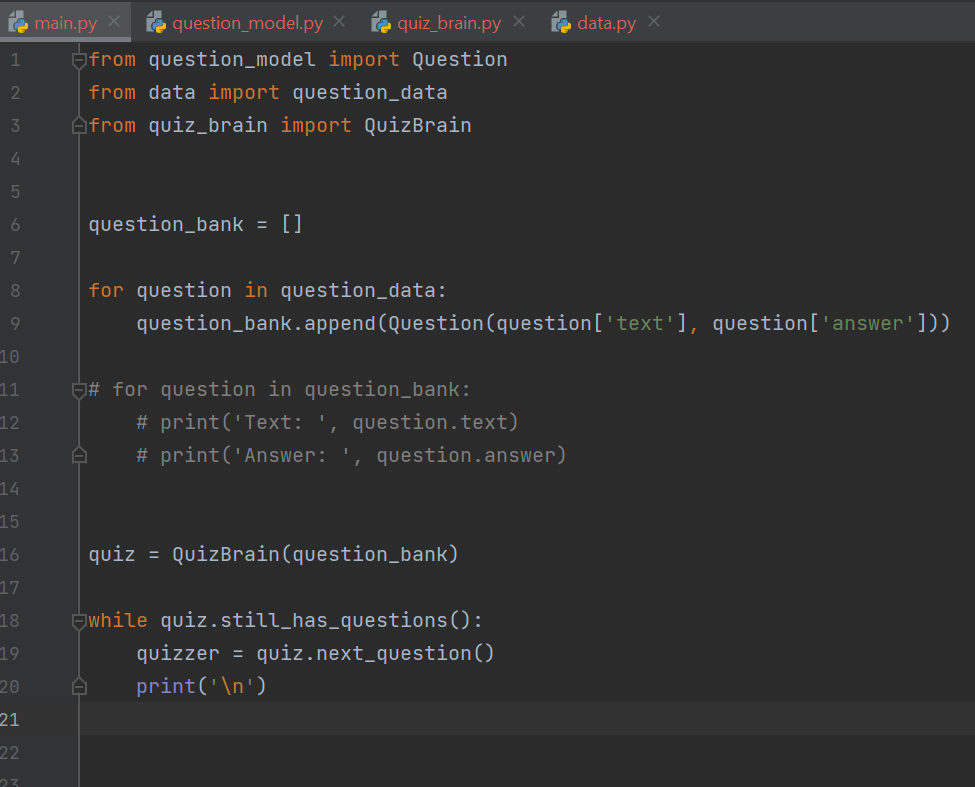 main.py question_model.py quiz_brain.py data.py
1 from question_model import Question
2 from data import question_data
3 from quiz_brain import QuizBrain
4
5
6 question_bank = []
7
8 for question in question_data:
9     question_bank.append(Question(question['text'], question['answer']))
10
11 # for question in question_bank:
12     # print('Text: ', question.text)
13     # print('Answer: ', question.answer)
14
15
16 quiz = QuizBrain(question_bank)
17
18 while quiz.still_has_questions():
19     quizzer = quiz.next_question()
20     print('\n')
21
22
23